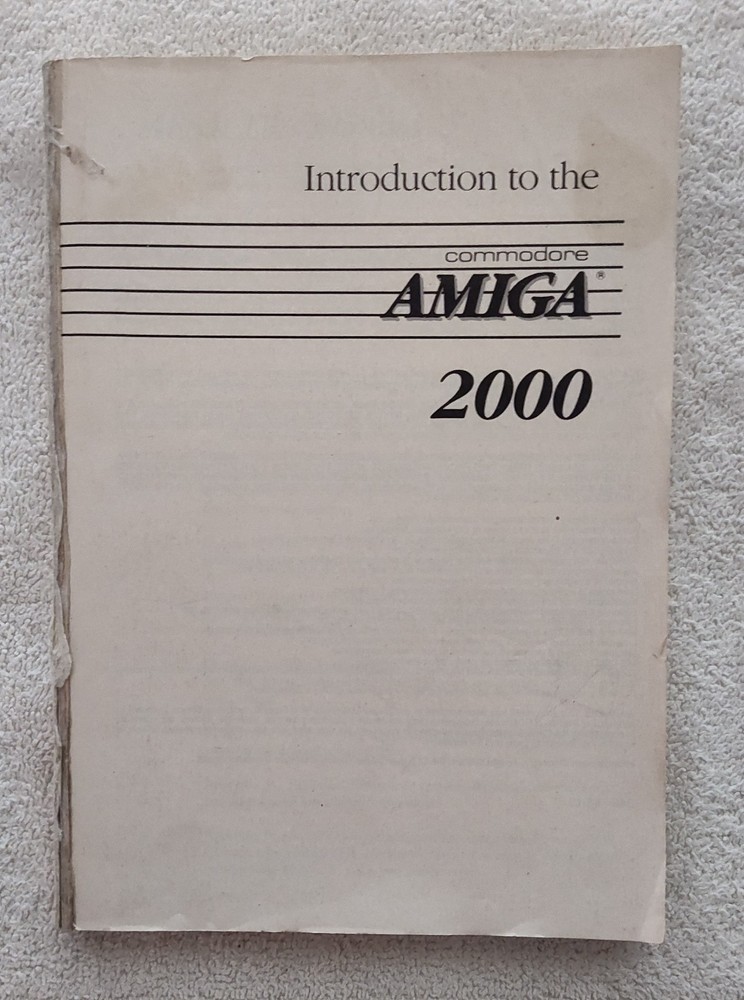 Introduction to the
commodore
AMIGA®
2000